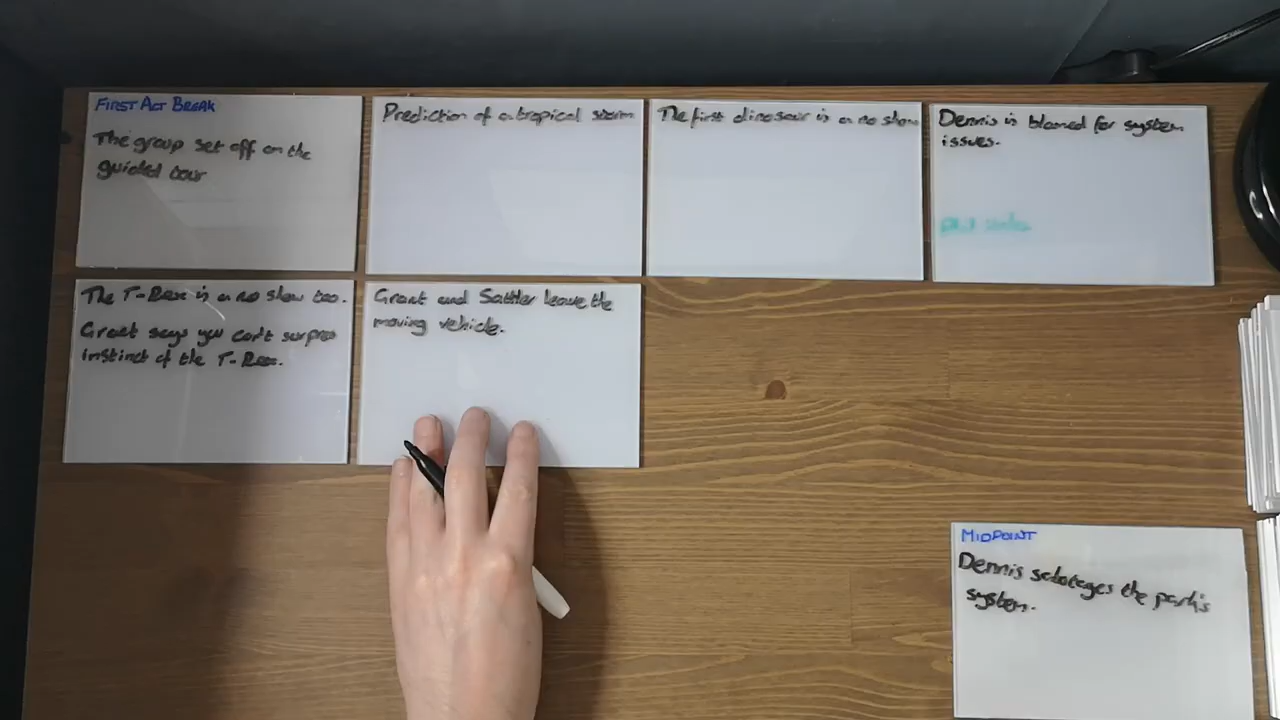 FIRST ACT BREAK
The group set off on the
guided tour
Prediction of a tropical storm
The first dinosaur is a no show
Dennis is blamed for system
issues.
The T-Rex is a no show too.
Grant says you can't
instinct of the T-Rex.
Grant and Sattler leave the
moving vehicle.
MIDPOINT
Dennis sabotages the park's
system.